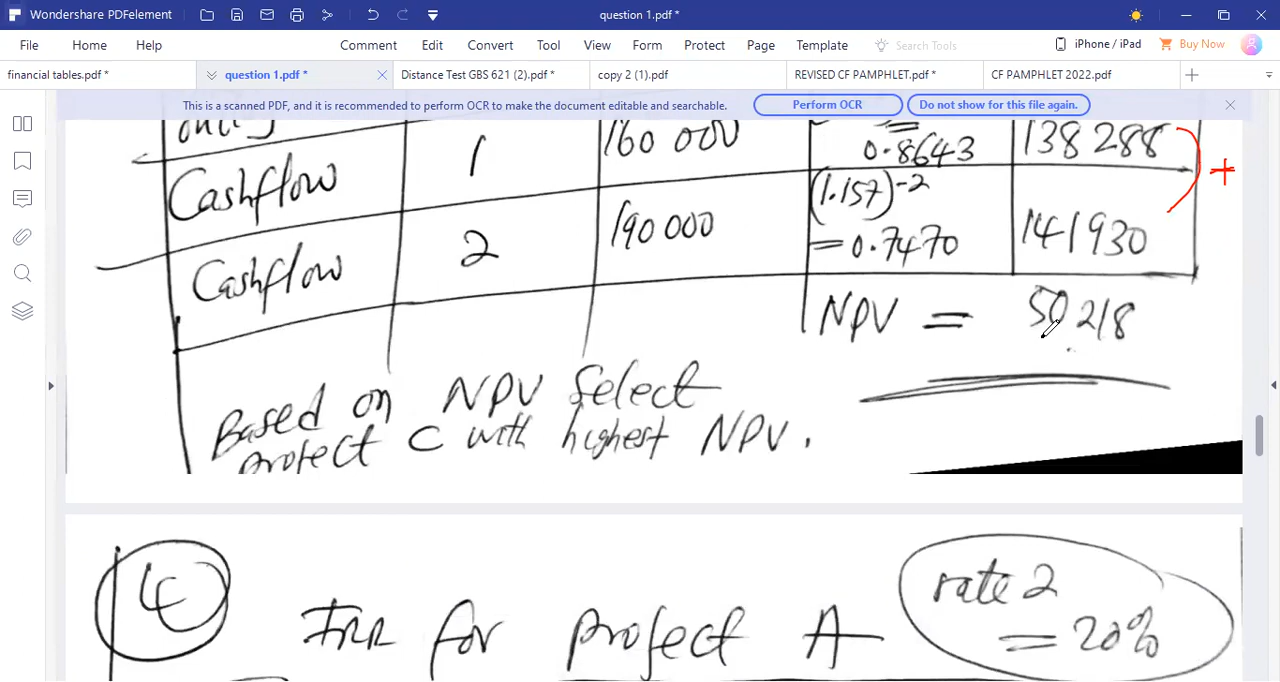 Wondershare PDFelement
question 1.pdf *
File Home Help Comment Edit Convert Tool View Form Protect Page Template Search Tools iPhone / iPad Buy Now
financial tables.pdf * question 1.pdf * Distance Test GBS 621 (2).pdf * copy 2 (1).pdf REVISED CF PAMPHLET.pdf * CF PAMPHLET 2022.pdf
This is a scanned PDF, and it is recommended to perform OCR to make the document editable and searchable. Perform OCR Do not show for this file again.
Cashflow 1 160 000 0.8643 138 288 +
Cashflow 2 190 000 (1.157)-2
= 0.7470 141930
NPV = 50 218
Based on NPV Select
project C with highest NPV.
4C
IRR for project A
rate 2
= 20%